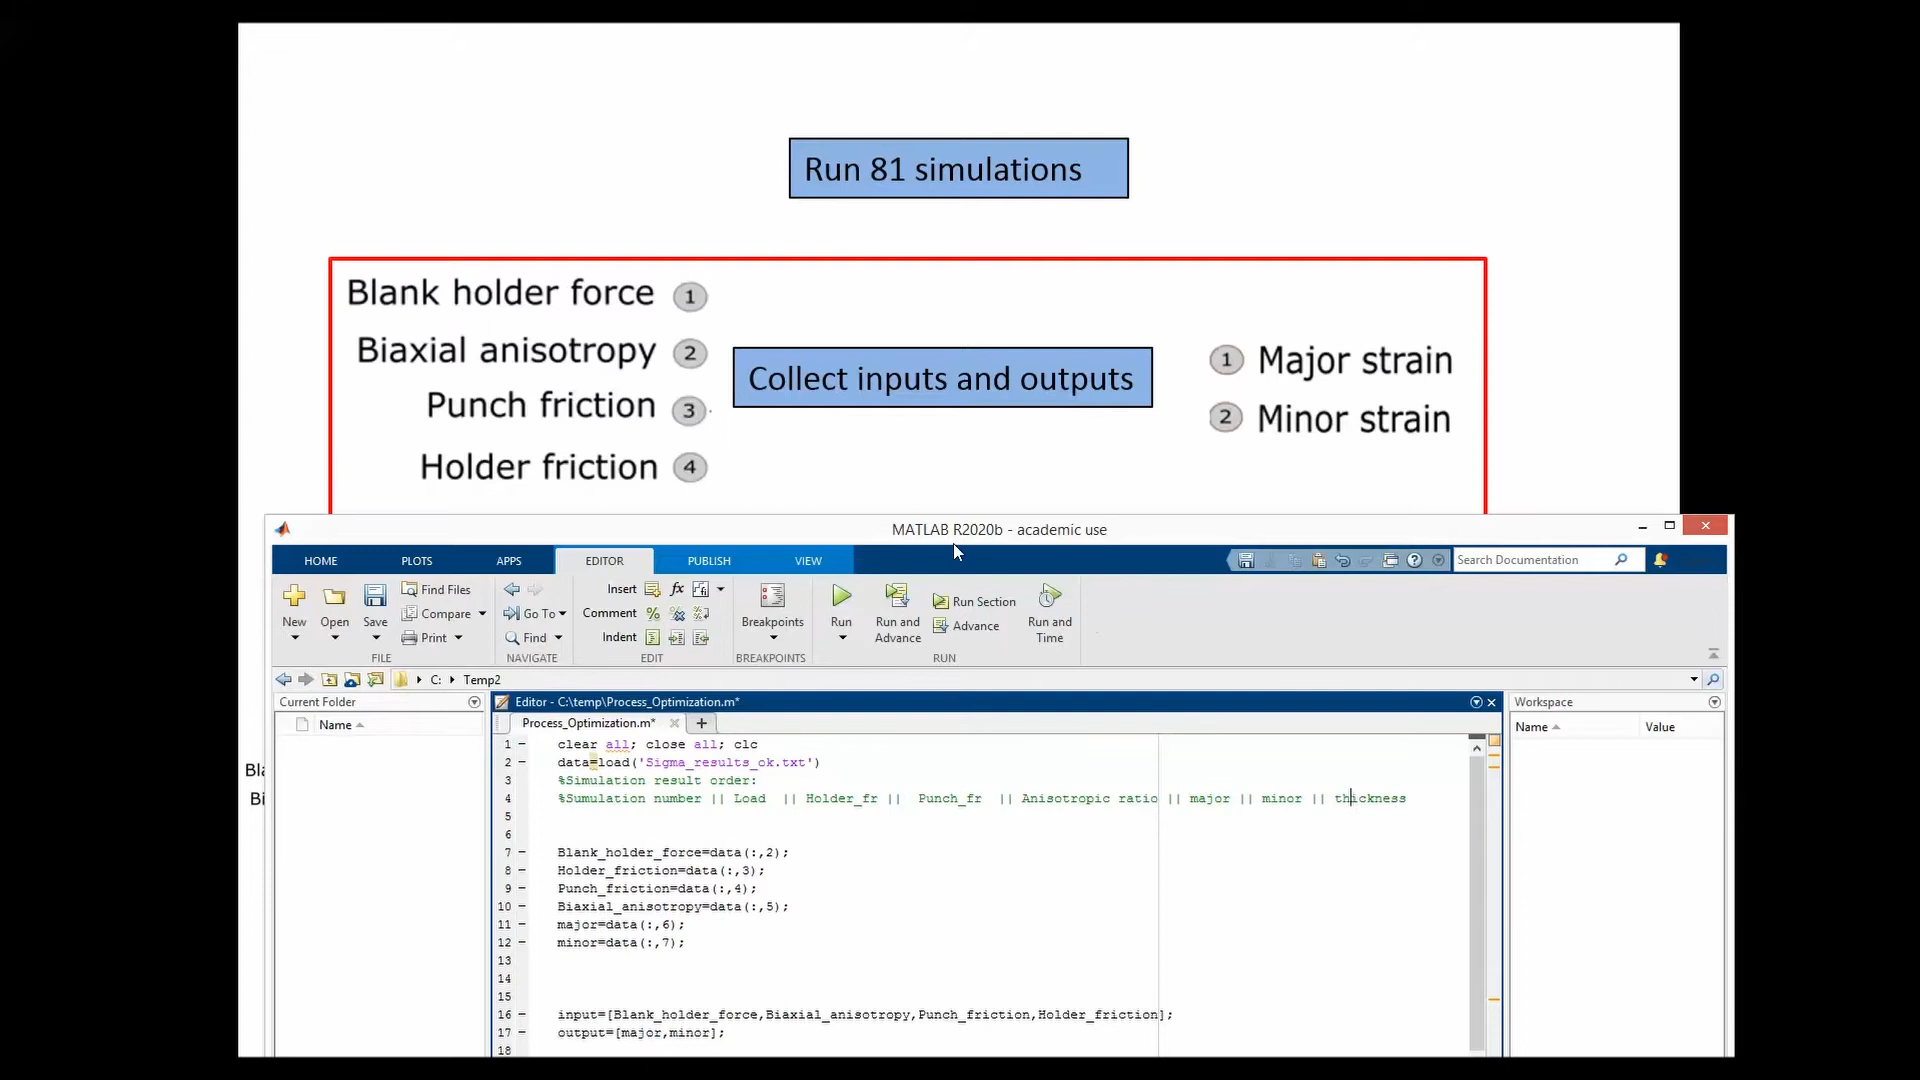 Run 81 simulations
Blank holder force 1
Biaxial anisotropy 2
Punch friction 3
Holder friction 4
Collect inputs and outputs
1 Major strain
2 Minor strain
Bla
Bi
MATLAB R2020b - academic use
HOME PLOTS APPS EDITOR PUBLISH VIEW
Search Documentation
New Open Save
Find Files
Compare
Print
FILE
Go To
Find
NAVIGATE
Insert fx
Comment
Indent
EDIT
Breakpoints
BREAKPOINTS
Run
Run and Advance
Run Section
Advance
Run and Time
RUN
C: Temp2
Current Folder
Name
Editor - C:\temp\Process_Optimization.m*
Process_Optimization.m* +
1 - clear all; close all; clc
2 - data=load('Sigma_results_ok.txt')
3 %Simulation result order:
4 %Sumulation number || Load || Holder_fr || Punch_fr || Anisotropic ratio || major || minor || thickness
5
6
7 - Blank_holder_force=data(:,2);
8 - Holder_friction=data(:,3);
9 - Punch_friction=data(:,4);
10 - Biaxial_anisotropy=data(:,5);
11 - major=data(:,6);
12 - minor=data(:,7);
13
14
15
16 - input=[Blank_holder_force,Biaxial_anisotropy,Punch_friction,Holder_friction];
17 - output=[major,minor];
18
Workspace
Name Value